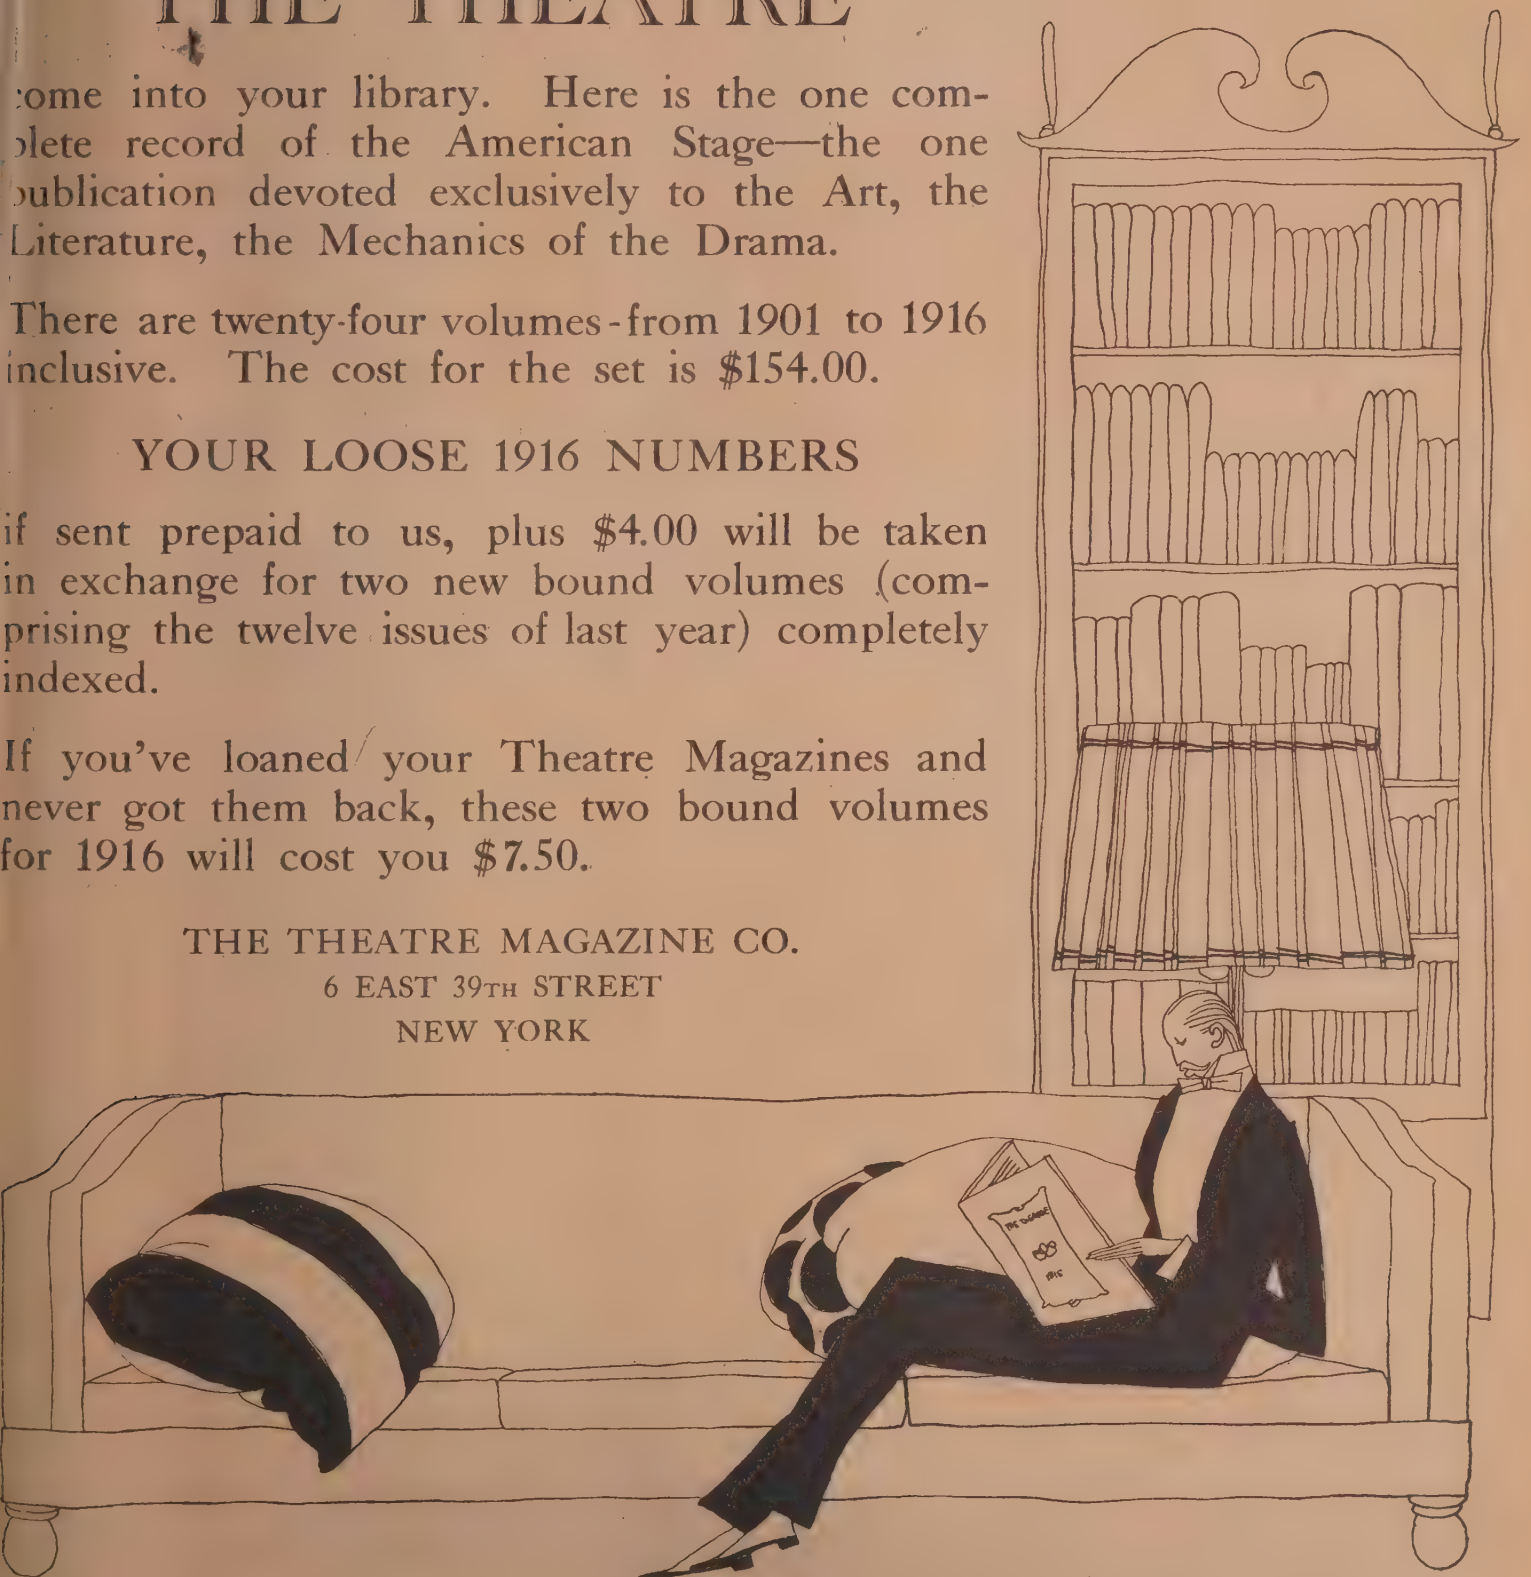 THE THEATRE
come into your library. Here is the one com-
plete record of the American Stage—the one
publication devoted exclusively to the Art, the
Literature, the Mechanics of the Drama.
There are twenty-four volumes-from 1901 to 1916
inclusive. The cost for the set is $154.00.
YOUR LOOSE 1916 NUMBERS
if sent prepaid to us, plus $4.00 will be taken
in exchange for two new bound volumes (com-
prising the twelve issues of last year) completely
indexed.
If you've loaned your Theatre Magazines and
never got them back, these two bound volumes
for 1916 will cost you $7.50.
THE THEATRE MAGAZINE CO.
6 EAST 39TH STREET
NEW YORK
THE THEATRE